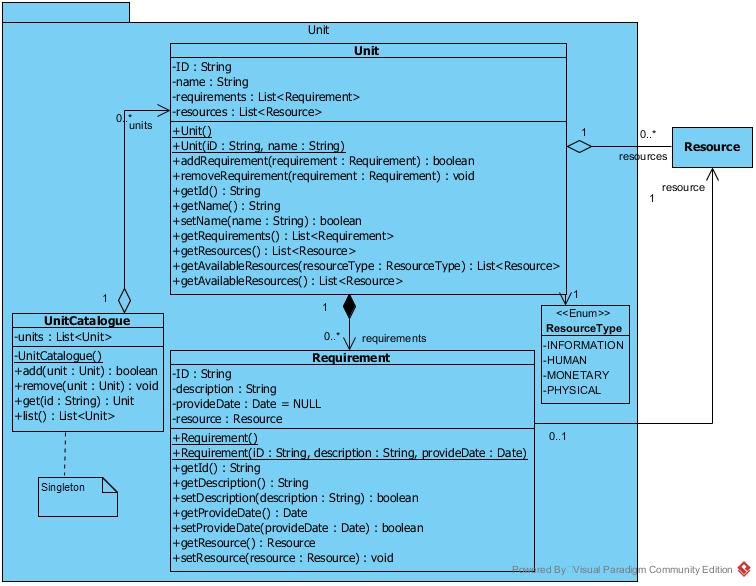 Unit
Unit
-ID : String
-name : String
-requirements : List<Requirement>
-resources : List<Resource>
+Unit()
+Unit(iD : String, name : String)
+addRequirement(requirement : Requirement) : boolean
+removeRequirement(requirement : Requirement) : void
+getId() : String
+getName() : String
+setName(name : String) : boolean
+getRequirements() : List<Requirement>
+getResources() : List<Resource>
+getAvailableResources(resourceType : ResourceType) : List<Resource>
+getAvailableResources() : List<Resource>
0..*
units
1
1
0..*
resources
Resource
resource
1
UnitCatalogue
-units : List<Unit>
-UnitCatalogue()
+add(unit : Unit) : boolean
+remove(unit : Unit) : void
+get(id : String) : Unit
+list() : List<Unit>
Singleton
1
0..*
requirements
1
<<Enum>>
ResourceType
-INFORMATION
-HUMAN
-MONETARY
-PHYSICAL
Requirement
-ID : String
-description : String
-provideDate : Date = NULL
-resource : Resource
+Requirement()
+Requirement(iD : String, description : String, provideDate : Date)
+getId() : String
+getDescription() : String
+setDescription(description : String) : boolean
+getProvideDate() : Date
+setProvideDate(provideDate : Date) : boolean
+getResource() : Resource
+setResource(resource : Resource) : void
0..1
Powered By Visual Paradigm Community Edition